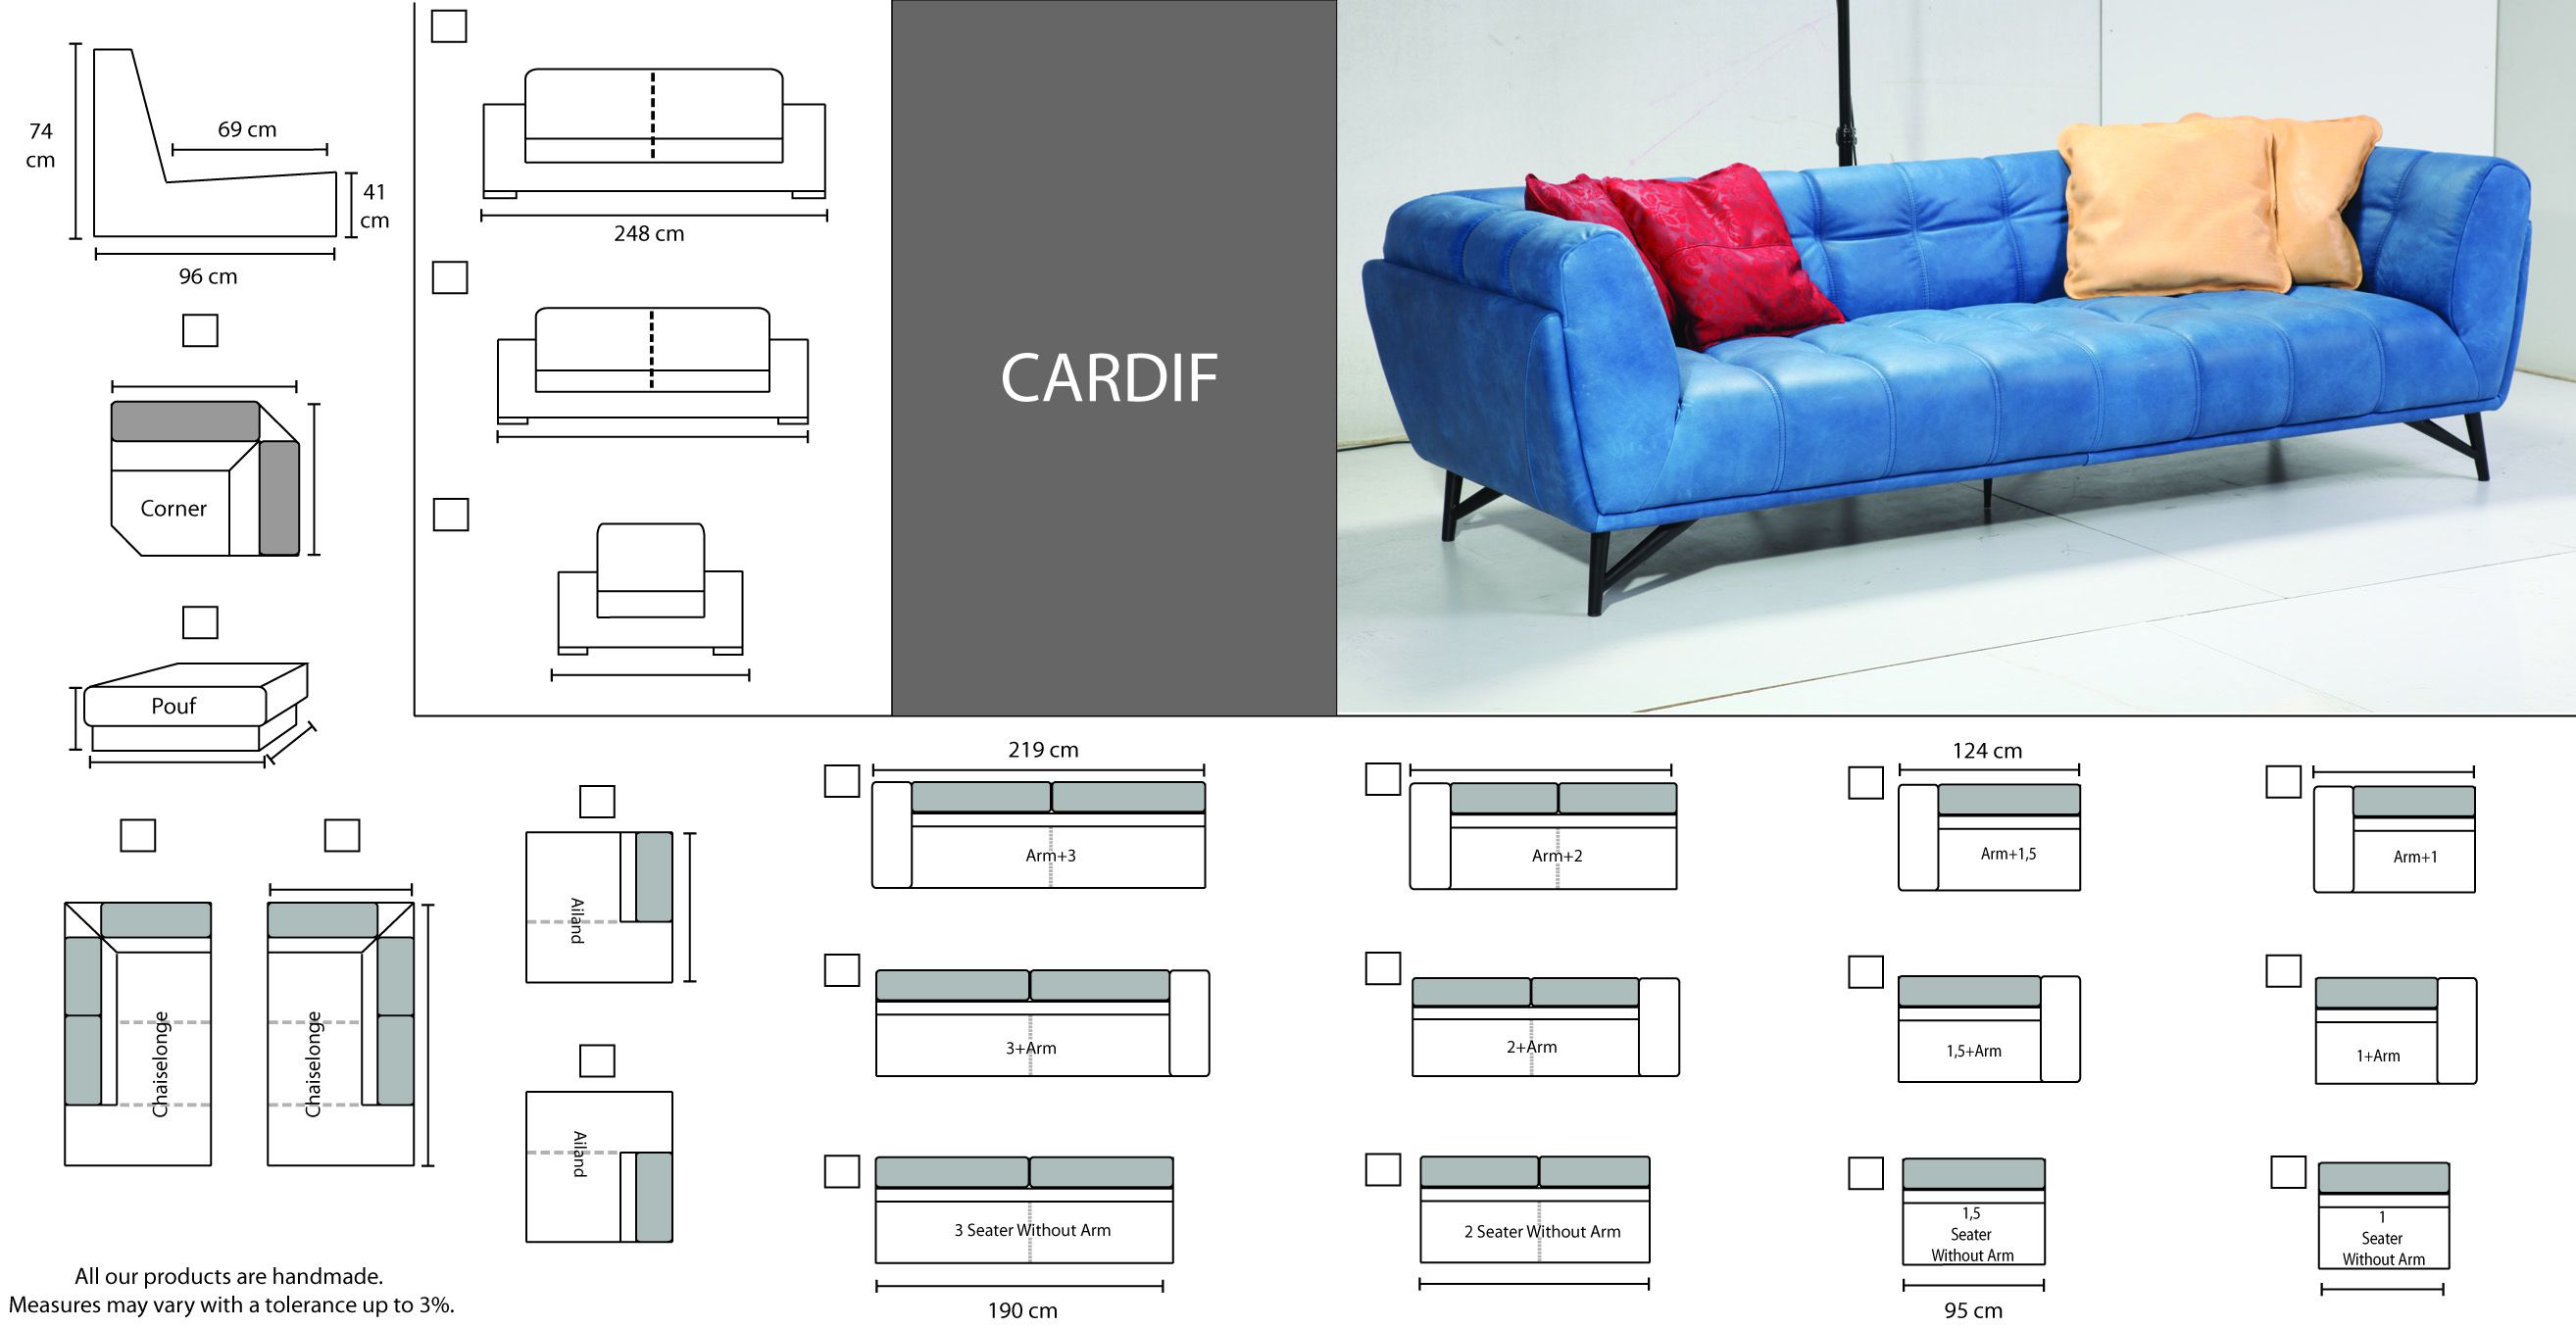 74
cm
69 cm
41
cm
96 cm
Corner
Pouf
248 cm
CARDIF
Chaiselonge
Chaiselonge
Ailand
Ailand
219 cm
Arm+3
Arm+2
124 cm
Arm+1,5
Arm+1
3+Arm
2+Arm
1,5+Arm
1+Arm
3 Seater Without Arm
190 cm
2 Seater Without Arm
1,5
Seater
Without Arm
95 cm
1
Seater
Without Arm
All our products are handmade.
Measures may vary with a tolerance up to 3%.